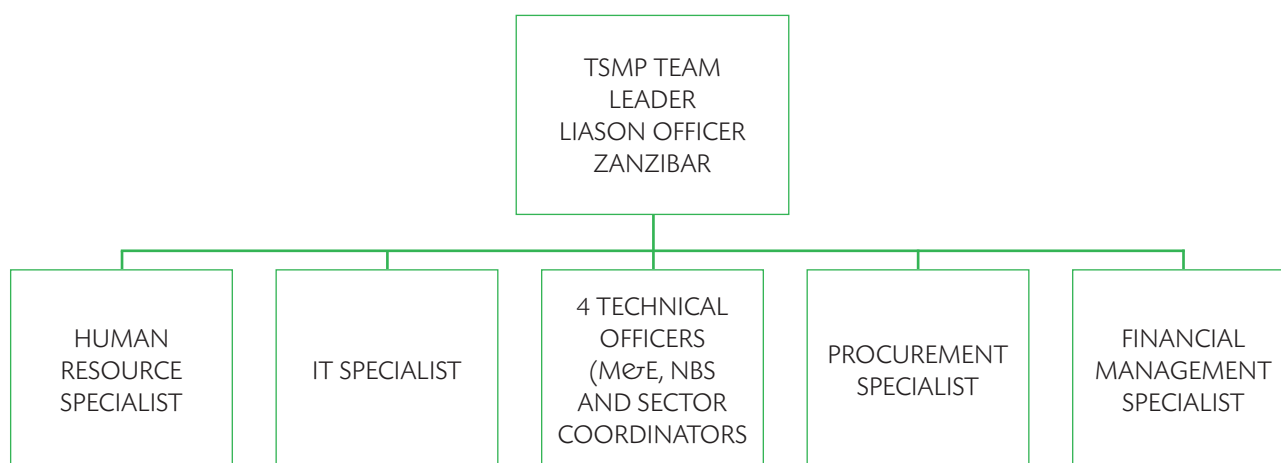 TSMP TEAM
LEADER
LIASON OFFICER
ZANZIBAR
HUMAN
RESOURCE
SPECIALIST
IT SPECIALIST
4 TECHNICAL
OFFICERS
(M&E, NBS
AND SECTOR
COORDINATORS
PROCUREMENT
SPECIALIST
FINANCIAL
MANAGEMENT
SPECIALIST